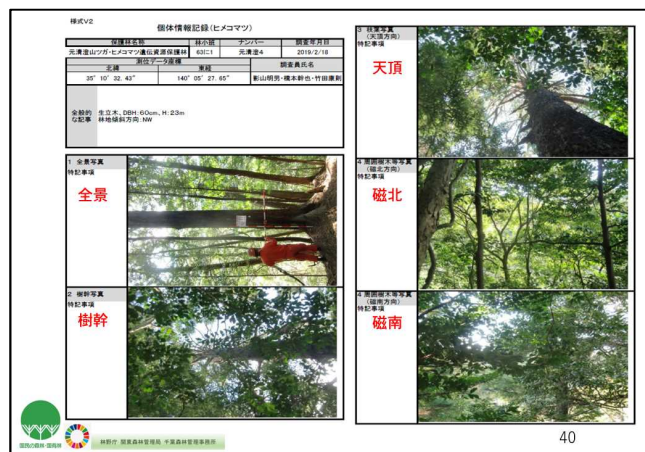 様式V2
個体情報記録(ヒメコマツ)
保護林名称 林小班 ナンバー 調査年月日
元清澄山ツガ・ヒメコマツ遺伝資源保護林 63に1 元清澄4 2019/2/18
測位データ座標 調査員氏名
北緯 東経
35° 10′ 32.43″ 140° 05′ 27.65″ 影山明男・榎本幹也・竹田康則
全般的な記事 生立木、DBH:60cm、H:23m
林地傾斜方向:NW
1 全景写真
特記事項
全景
2 樹幹写真
特記事項
樹幹
3 枝葉写真
(天頂方向)
特記事項
天頂
4 周囲樹木等写真
(磁北方向)
特記事項
磁北
4 周囲樹木等写真
(磁南方向)
特記事項
磁南
国民の森林・国有林
林野庁 関東森林管理局 千葉森林管理事務所
40